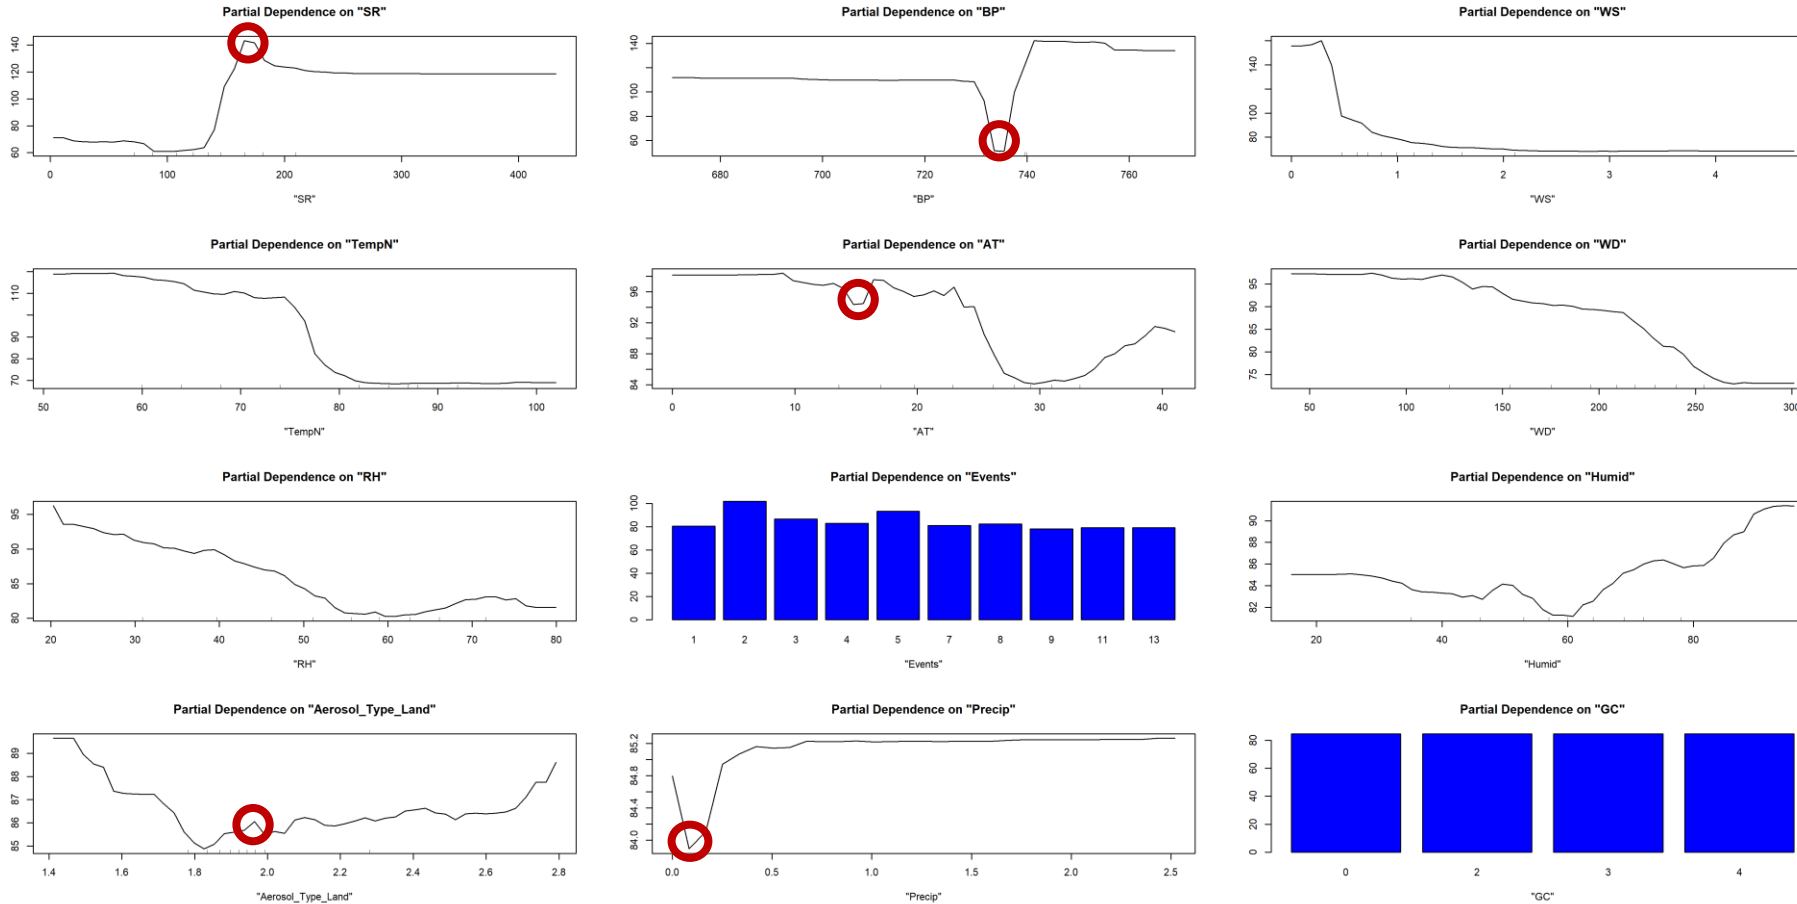 Partial Dependence on "SR"
140
120
100
80
60
0 100 200 300 400
"SR"
Partial Dependence on "BP"
140
120
100
80
60
680 700 720 740 760
"BP"
Partial Dependence on "WS"
140
100
80
0 1 2 3 4
"WS"
Partial Dependence on "TempN"
110
90
80
70
50 60 70 80 90 100
"TempN"
Partial Dependence on "AT"
96
92
88
84
0 10 20 30 40
"AT"
Partial Dependence on "WD"
95
90
85
80
75
50 100 150 200 250 300
"WD"
Partial Dependence on "RH"
95
90
85
80
20 30 40 50 60 70 80
"RH"
Partial Dependence on "Events"
80
60
40
20
0
1 2 3 4 5 7 8 9 11 13
"Events"
Partial Dependence on "Humid"
90
88
86
84
82
20 40 60 80
"Humid"
Partial Dependence on "Aerosol_Type_Land"
89
88
87
86
85
1.4 1.6 1.8 2.0 2.2 2.4 2.6 2.8
"Aerosol_Type_Land"
Partial Dependence on "Precip"
85.2
84.8
84.4
84.0
0.0 0.5 1.0 1.5 2.0 2.5
"Precip"
Partial Dependence on "GC"
80
60
40
20
0
0 2 3 4
"GC"